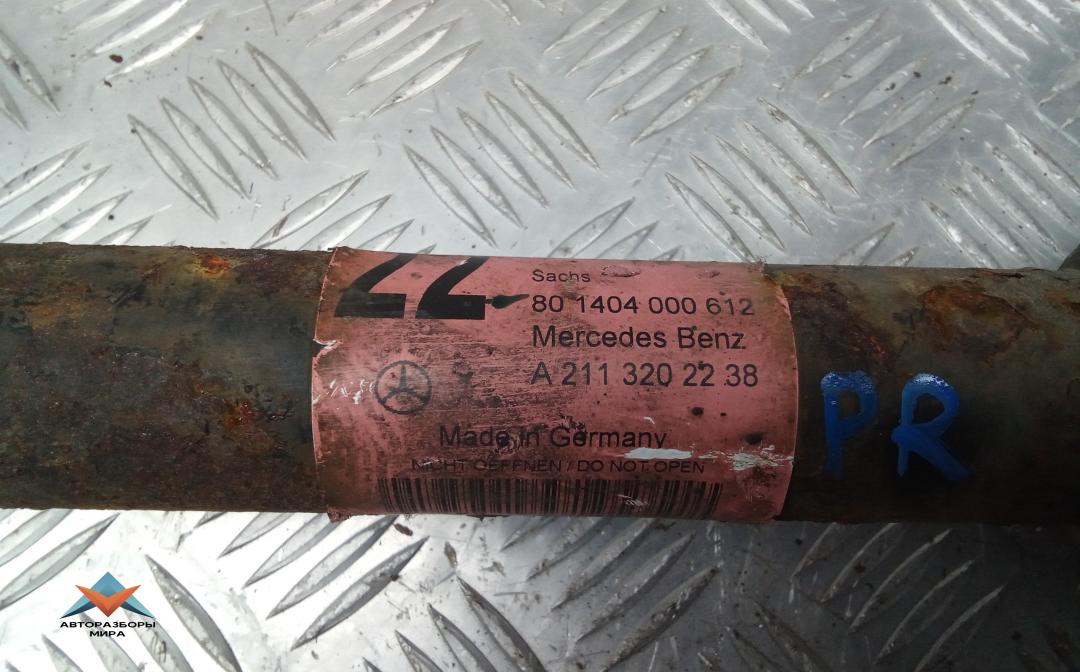 22
Sachs
80 1404 000 612
Mercedes Benz
A 211 320 22 38
Made in Germany
NICHT OEFFNEN / DO NOT OPEN
PR
АВТОРАЗБОРЫ
МИРА